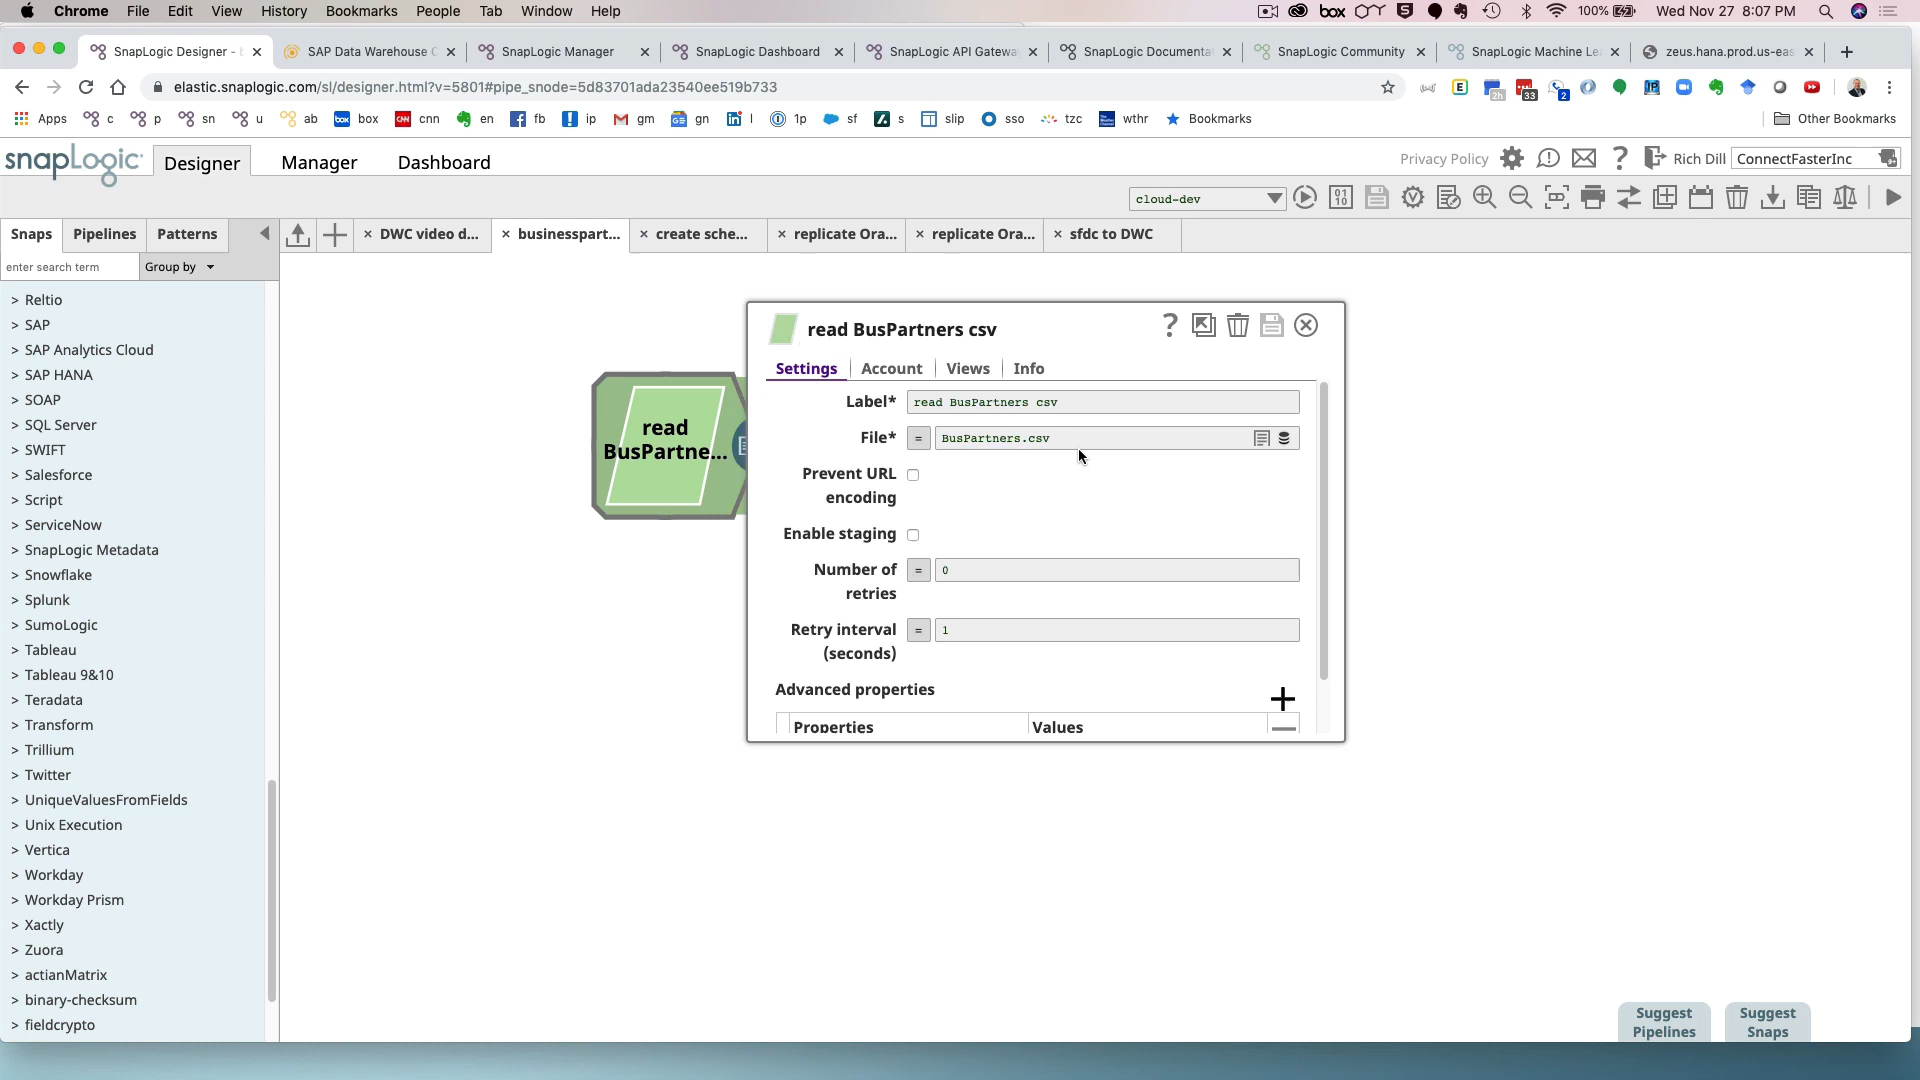 Chrome File Edit View History Bookmarks People Tab Window Help box 100% Wed Nov 27 8:07 PM
SnapLogic Designer - SAP Data Warehouse C SnapLogic Manager SnapLogic Dashboard SnapLogic API Gatewa SnapLogic Documenta SnapLogic Community SnapLogic Machine Le zeus.hana.prod.us-eas
elastic.snaplogic.com/sl/designer.html?v=5801#pipe_snode=5d83701ada23540ee519b733 2h 33 2
Apps c p sn u ab box cnn en fb ip gm gn l 1p sf s slip sso tzc wthr Bookmarks Other Bookmarks
snapLogic Designer Manager Dashboard Privacy Policy Rich Dill ConnectFasterInc
cloud-dev
Snaps Pipelines Patterns DWC video d... businesspart... create sche... replicate Ora... replicate Ora... sfdc to DWC
enter search term Group by
> Reltio
> SAP
> SAP Analytics Cloud
> SAP HANA
> SOAP
> SQL Server
> SWIFT
> Salesforce
> Script
> ServiceNow
> SnapLogic Metadata
> Snowflake
> Splunk
> SumoLogic
> Tableau
> Tableau 9&10
> Teradata
> Transform
> Trillium
> Twitter
> UniqueValuesFromFields
> Unix Execution
> Vertica
> Workday
> Workday Prism
> Xactly
> Zuora
> actianMatrix
> binary-checksum
> fieldcrypto
read
BusPartne...
read BusPartners csv
Settings Account Views Info
Label* read BusPartners csv
File* = BusPartners.csv
Prevent URL
encoding
Enable staging
Number of = 0
retries
Retry interval = 1
(seconds)
Advanced properties
Properties Values
Suggest
Pipelines
Suggest
Snaps